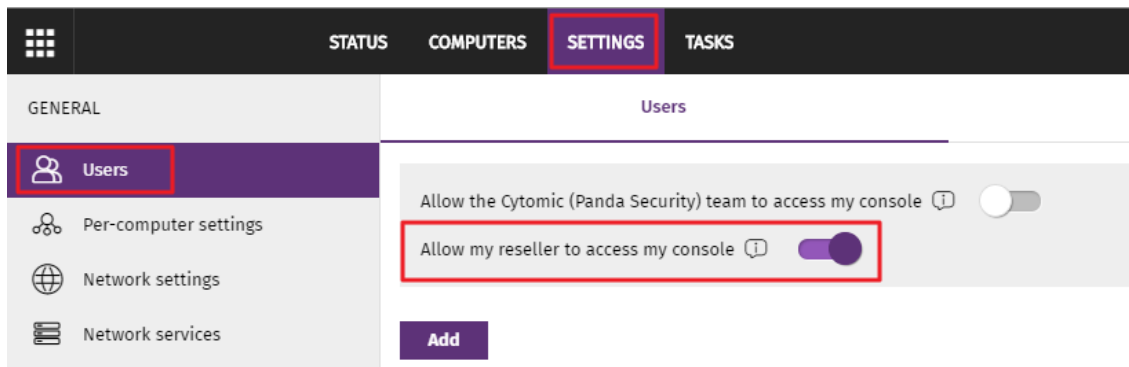 STATUS COMPUTERS SETTINGS TASKS
GENERAL
Users
Per-computer settings
Network settings
Network services
Users
Allow the Cytomic (Panda Security) team to access my console
Allow my reseller to access my console
Add